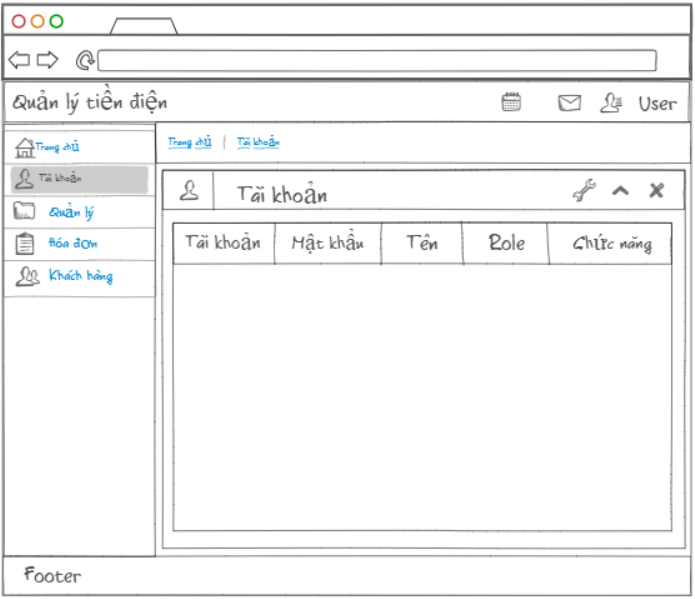 Quản lý tiền điện
User
Trang chủ
Tài khoản
Quản lý
Hóa đơn
Khách hàng
Trang chủ | Tài khoản
Tài khoản
Tài khoản Mật khẩu Tên Role Chức năng
Footer